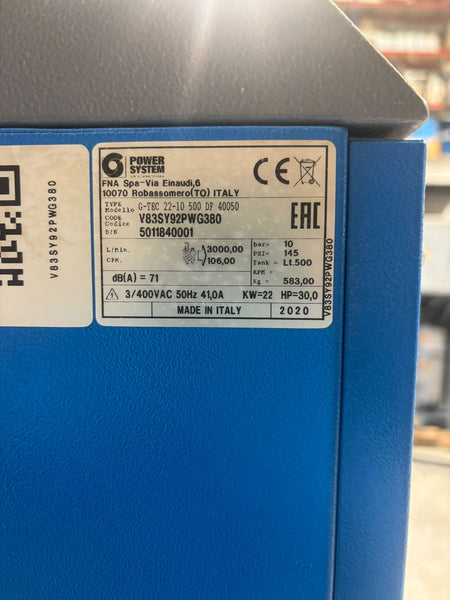 POWER
SYSTEM
CE
FNA Spa-Via Einaudi,6
10070 Robassomero(TO) ITALY
TYPE
Modello G-TEC 22-10 500 DP 40050
CODE
Codice V83SY92PWG380
S/N 5011840001
EAC
L/Min. 3000,00
CFM. 106,00
bar= 10
PSI= 145
Tank = Lt.500
RPM =
Kg = 583,00
dB(A) = 71
3/400VAC 50Hz 41,0A KW=22 HP=30,0
MADE IN ITALY 2020
V83SY92PWG380
V83SY92PWG380